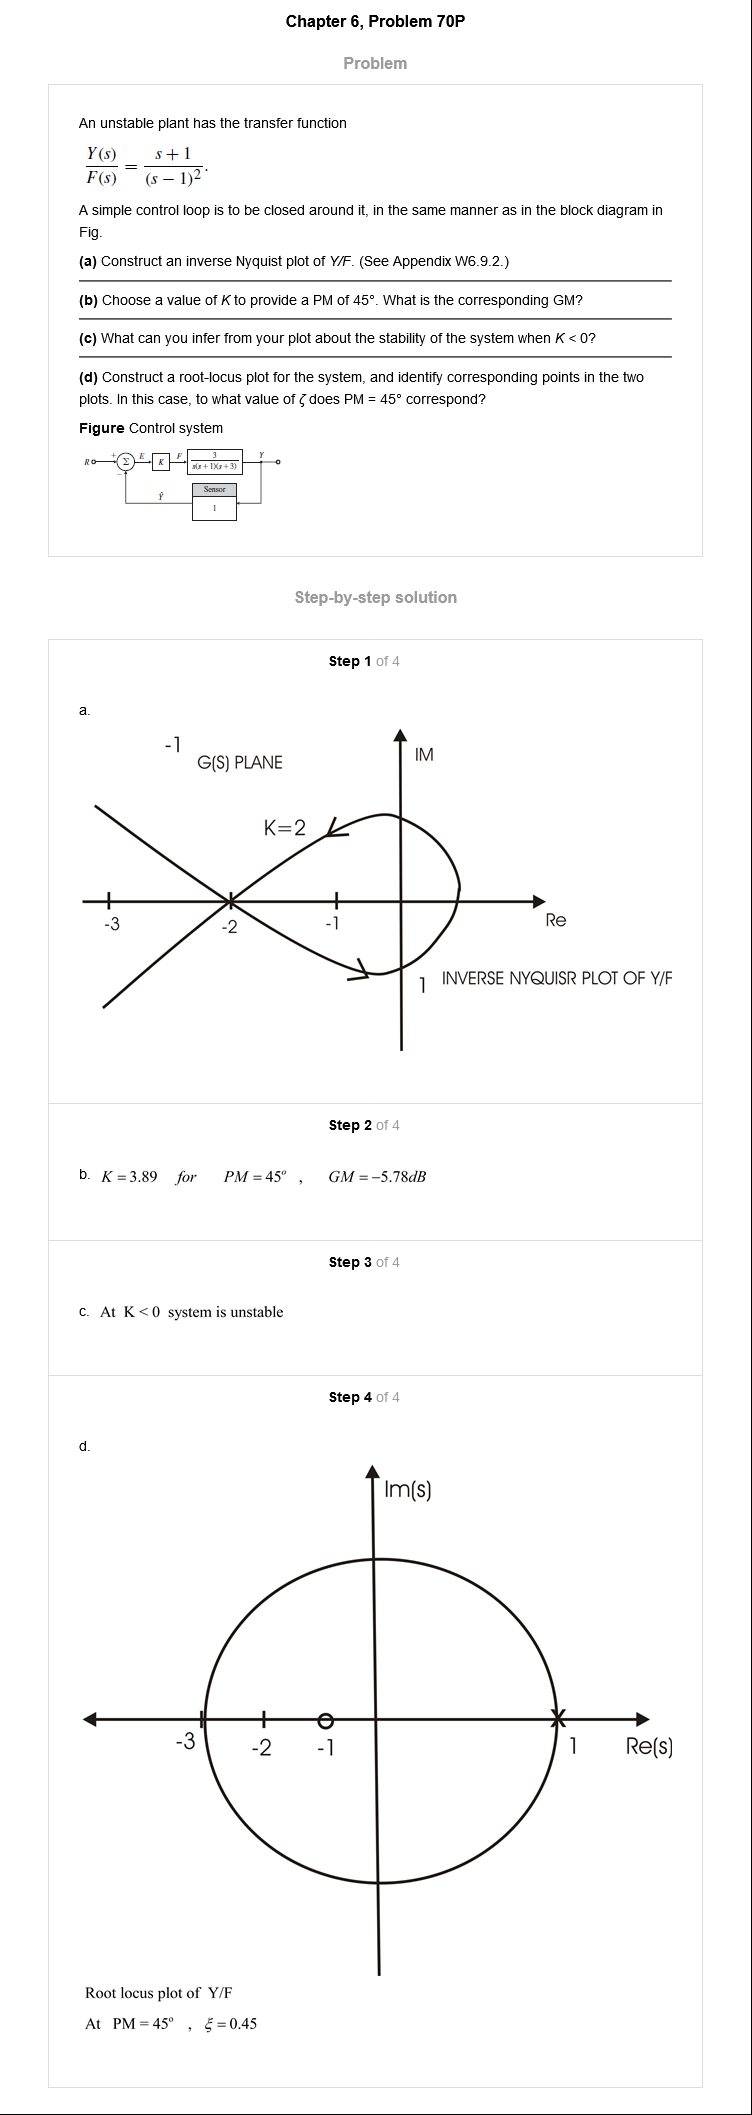 Chapter 6, Problem 70P
Problem
An unstable plant has the transfer function
Y(s)/F(s) = (s + 1)/(s − 1)².
A simple control loop is to be closed around it, in the same manner as in the block diagram in
Fig.
(a) Construct an inverse Nyquist plot of Y/F. (See Appendix W6.9.2.)
(b) Choose a value of K to provide a PM of 45°. What is the corresponding GM?
(c) What can you infer from your plot about the stability of the system when K < 0?
(d) Construct a root-locus plot for the system, and identify corresponding points in the two
plots. In this case, to what value of ζ does PM = 45° correspond?
Figure Control system
R + Σ E K F 3/s(s + 1)(s + 3) Y
−
Ŷ Sensor
1
Step-by-step solution
Step 1 of 4
a.
-1
G(S) PLANE
IM
K=2
-3 -2 -1 Re
1 INVERSE NYQUISR PLOT OF Y/F
Step 2 of 4
b. K = 3.89 for PM = 45° , GM = −5.78dB
Step 3 of 4
c. At K < 0 system is unstable
Step 4 of 4
d.
Im(s)
-3 -2 -1 1 Re(s)
Root locus plot of Y/F
At PM = 45° , ξ = 0.45